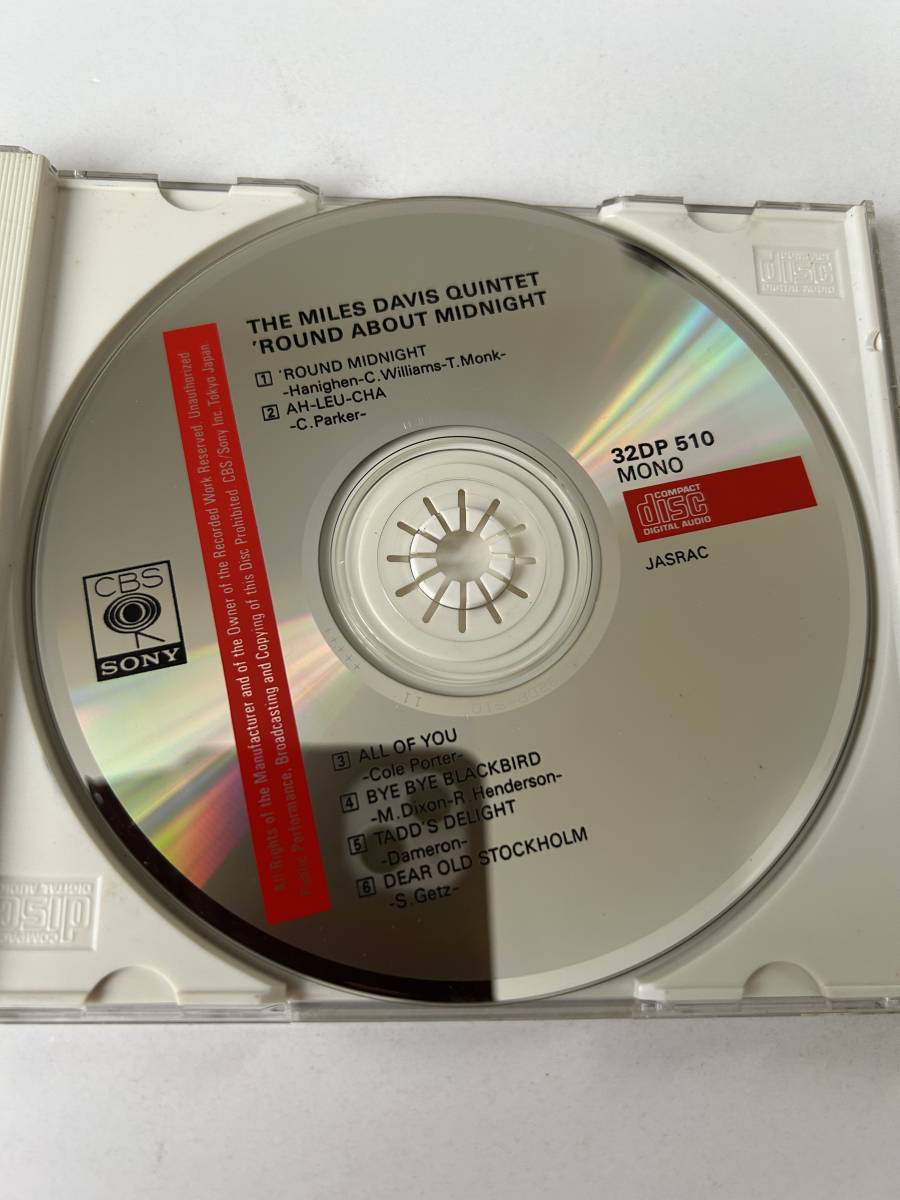 THE MILES DAVIS QUINTET
'ROUND ABOUT MIDNIGHT
1 'ROUND MIDNIGHT
-Hanighen-C.Williams-T.Monk-
2 AH-LEU-CHA
-C.Parker-
32DP 510
MONO
COMPACT
disc
DIGITAL AUDIO
JASRAC
CBS
SONY
All Rights of the Manufacturer and of the Owner of the Recorded Work Reserved. Unauthorized
Public Performance, Broadcasting and Copying of this Disc Prohibited CBS/Sony Inc. Tokyo Japan
3 ALL OF YOU
-Cole Porter-
4 BYE BYE BLACKBIRD
-M.Dixon-R.Henderson-
5 TADD'S DELIGHT
-Dameron-
6 DEAR OLD STOCKHOLM
-S.Getz-
COMPACT
disc
DIGITAL AUDIO
COMPACT
disc
DIGITAL AUDIO